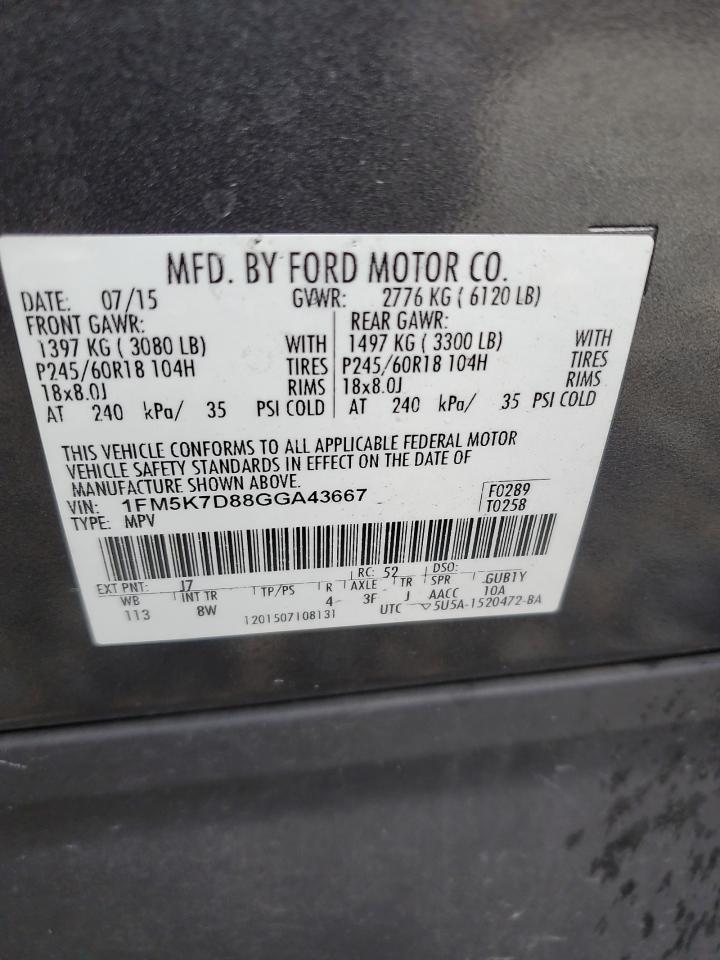 MFD. BY FORD MOTOR CO.
DATE: 07/15 GVWR: 2776 KG ( 6120 LB)
FRONT GAWR: REAR GAWR:
1397 KG ( 3080 LB) WITH 1497 KG ( 3300 LB) WITH
P245/60R18 104H TIRES P245/60R18 104H TIRES
18x8.0J RIMS 18x8.0J RIMS
AT 240 kPa/ 35 PSI COLD AT 240 kPa/ 35 PSI COLD
THIS VEHICLE CONFORMS TO ALL APPLICABLE FEDERAL MOTOR
VEHICLE SAFETY STANDARDS IN EFFECT ON THE DATE OF
MANUFACTURE SHOWN ABOVE.
VIN: 1FM5K7D88GGA43667 F0289
TYPE: MPV T0258
EXT PNT: J7 RC: 52 DSO: GUB1Y
WB INT TR TP/PS R AXLE TR SPR 10A
113 8W 4 3F J AACC
1201507108131 UTC ▽5U5A-1520472-BA